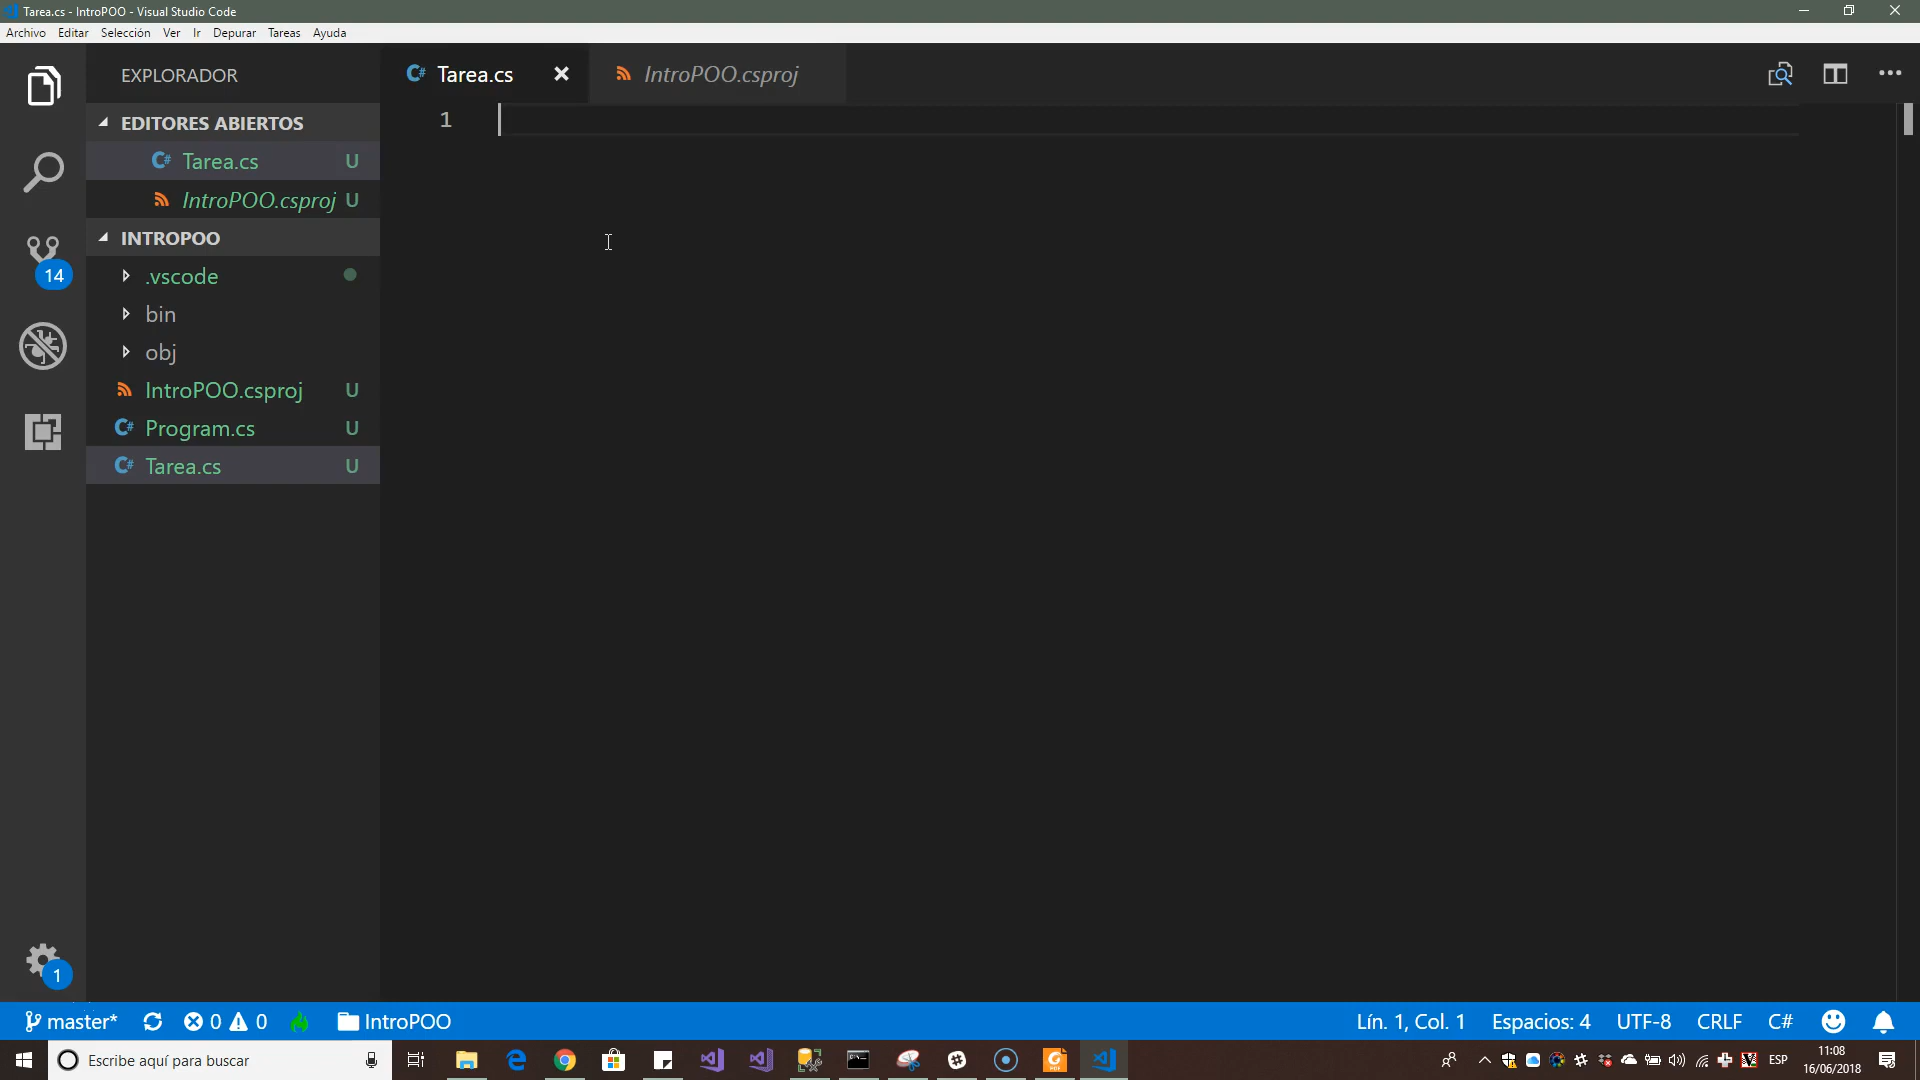 Tarea.cs - IntroPOO - Visual Studio Code
Archivo Editar Selección Ver Ir Depurar Tareas Ayuda
EXPLORADOR
EDITORES ABIERTOS
C# Tarea.cs U
IntroPOO.csproj U
INTROPOO
.vscode
bin
obj
IntroPOO.csproj U
C# Program.cs U
C# Tarea.cs U
14
1
C# Tarea.cs
IntroPOO.csproj
1
master* 0 0 IntroPOO
Lín. 1, Col. 1 Espacios: 4 UTF-8 CRLF C#
Escribe aquí para buscar
ESP
11:08
16/06/2018